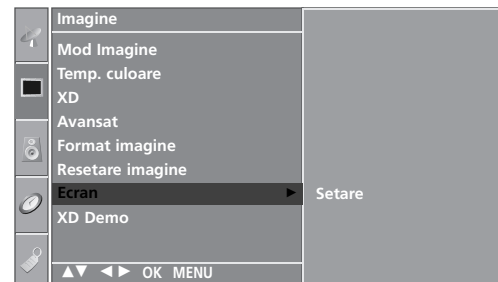 Imagine
Mod Imagine
Temp. culoare
XD
Avansat
Format imagine
Resetare imagine
Ecran ► Setare
XD Demo
▲▼ ◄► OK MENU